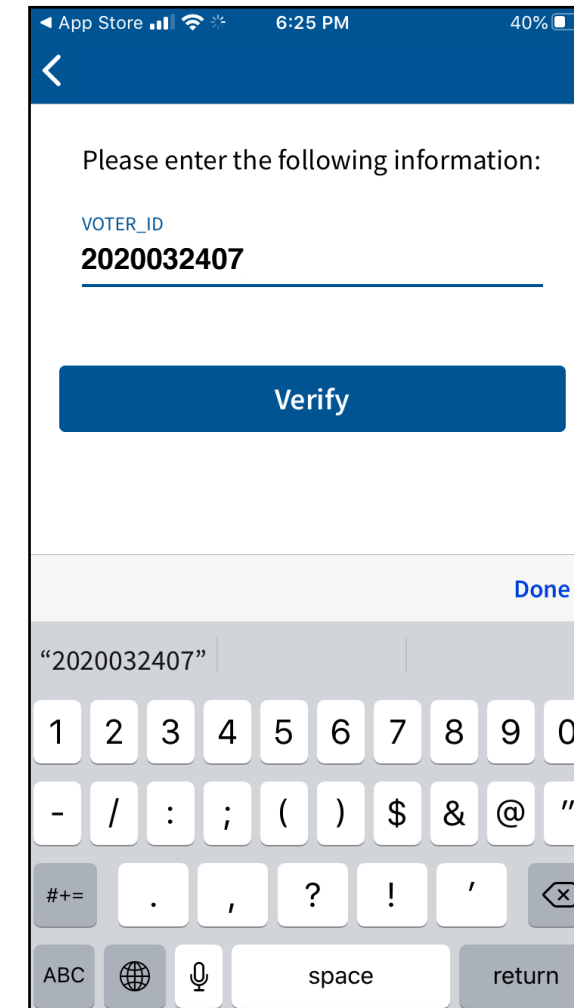 ◀ App Store 6:25 PM 40%
Please enter the following information:
VOTER_ID
2020032407
Verify
Done
“2020032407”
1 2 3 4 5 6 7 8 9 0
- / : ; ( ) $ & @ "
#+= . , ? ! '
ABC space return